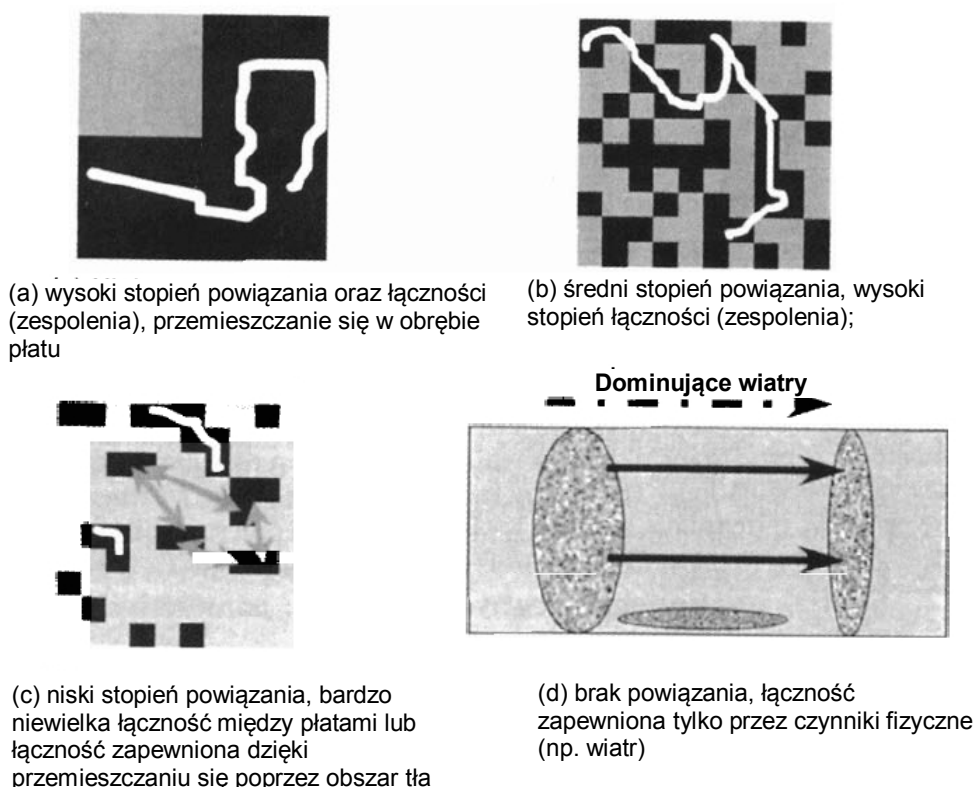 (a) wysoki stopień powiązania oraz łączności
(zespolenia), przemieszczanie się w obrębie
płatu
(b) średni stopień powiązania, wysoki
stopień łączności (zespolenia);
Dominujące wiatry
(c) niski stopień powiązania, bardzo
niewielka łączność między płatami lub
łączność zapewniona dzięki
przemieszczaniu się poprzez obszar tła
(d) brak powiązania, łączność
zapewniona tylko przez czynniki fizyczne
(np. wiatr)